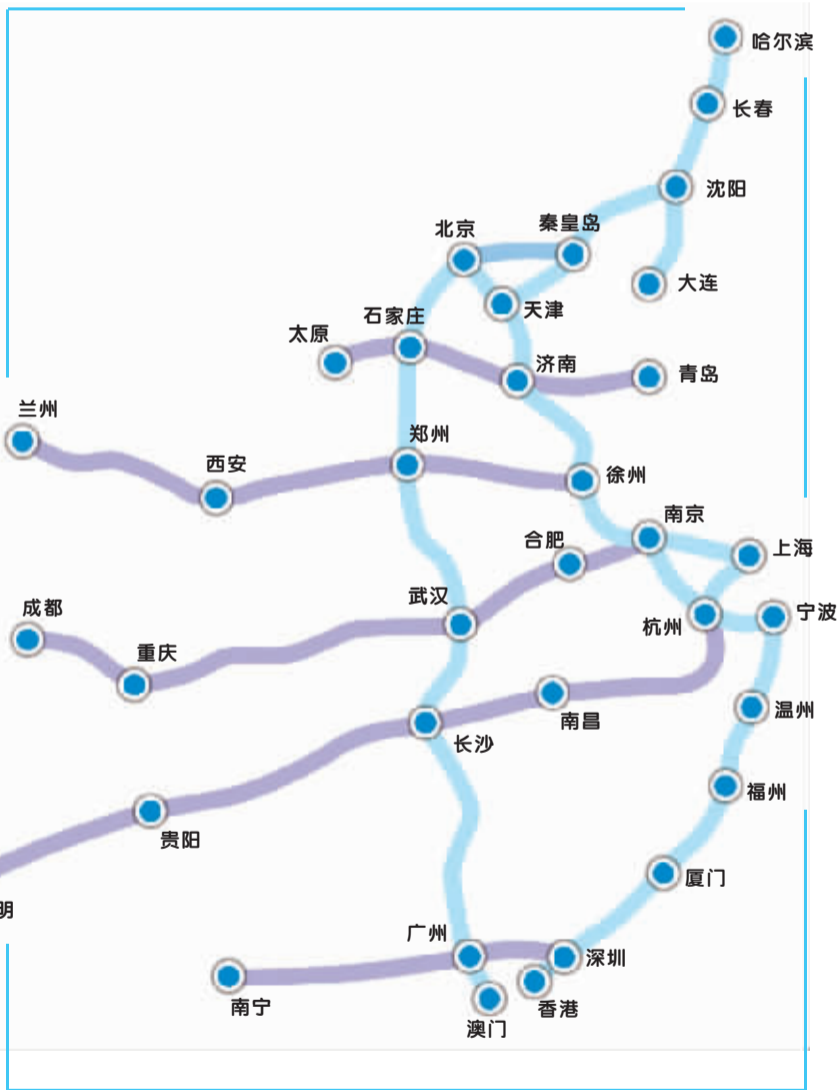 哈尔滨
长春
沈阳
秦皇岛
北京
大连
天津
石家庄
太原
济南
青岛
兰州
郑州
西安
徐州
南京
合肥
上海
武汉
成都
宁波
杭州
重庆
温州
南昌
长沙
福州
贵阳
厦门
明
广州
深圳
南宁
香港
澳门